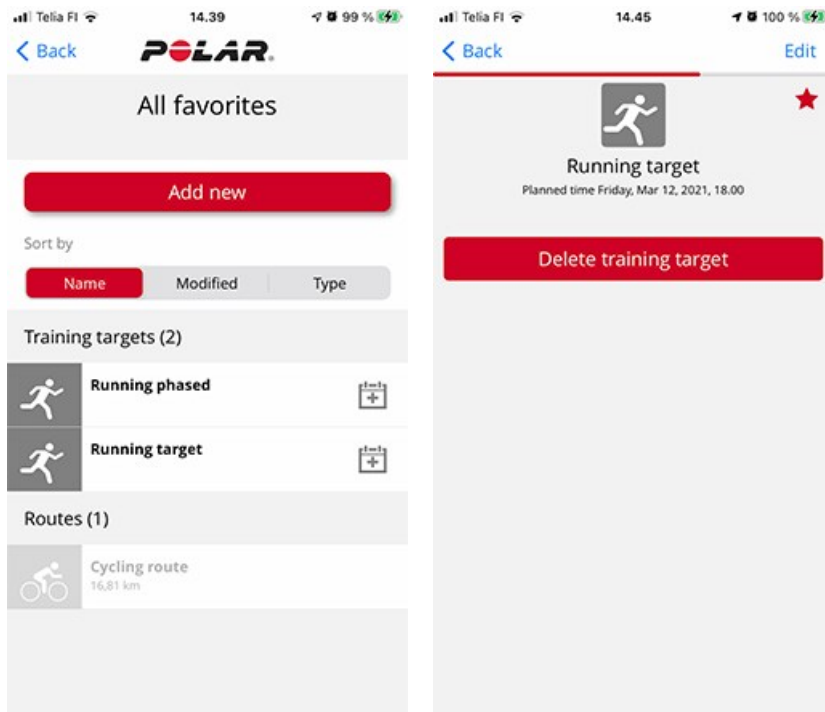 Telia FI 14.39 99 %
Back POLAR.
All favorites
Add new
Sort by
Name Modified Type
Training targets (2)
Running phased
Running target
Routes (1)
Cycling route
16,81 km
Telia FI 14.45 100 %
Back Edit
Running target
Planned time Friday, Mar 12, 2021, 18.00
Delete training target